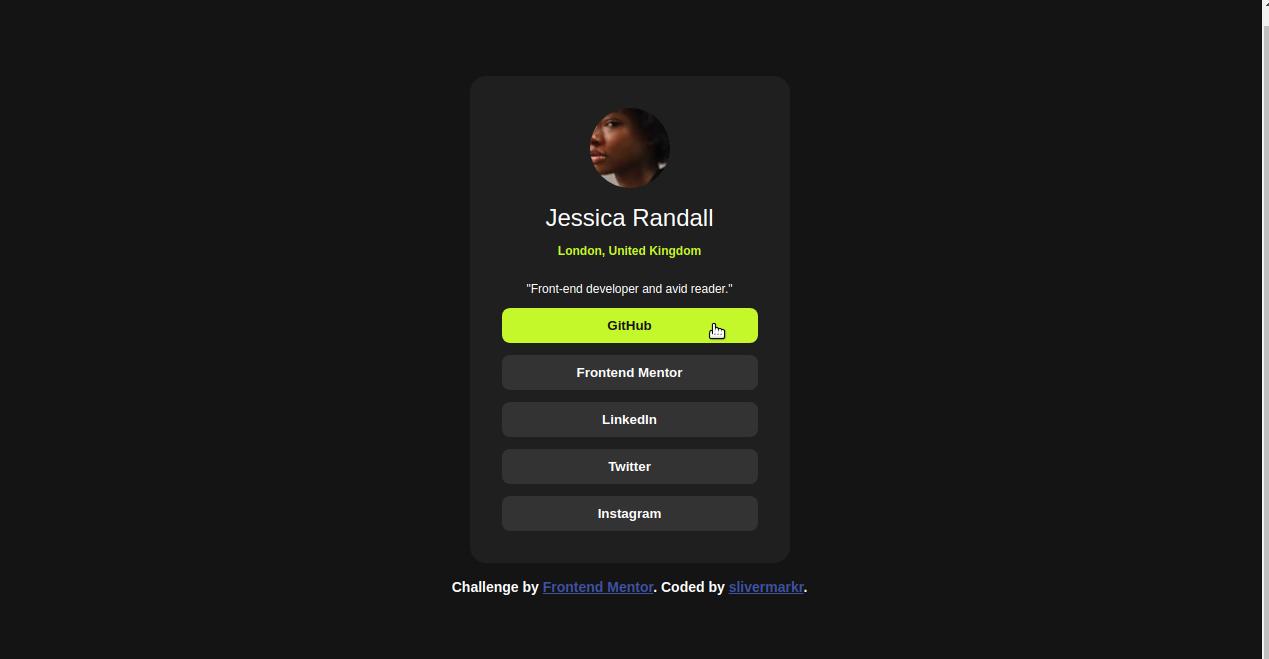 Jessica Randall
London, United Kingdom
"Front-end developer and avid reader."
GitHub
Frontend Mentor
LinkedIn
Twitter
Instagram
Challenge by Frontend Mentor. Coded by slivermarkr.